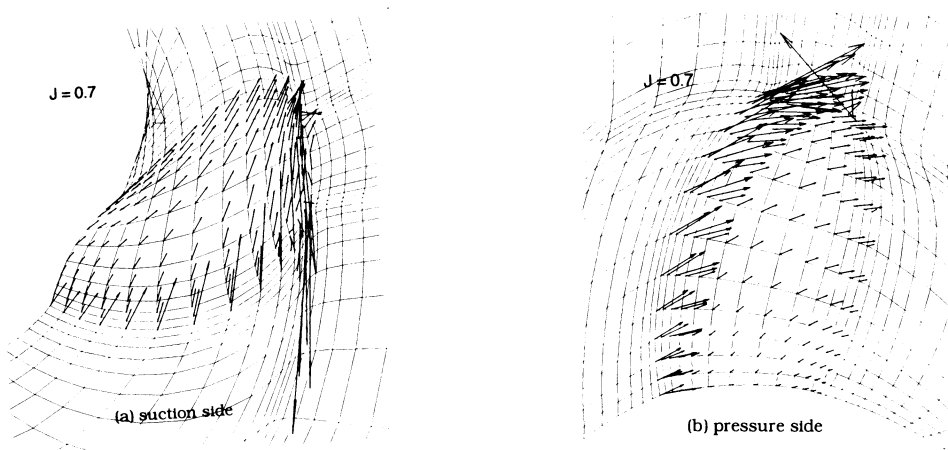 J = 0.7
(a) suction side
J = 0.7
(b) pressure side